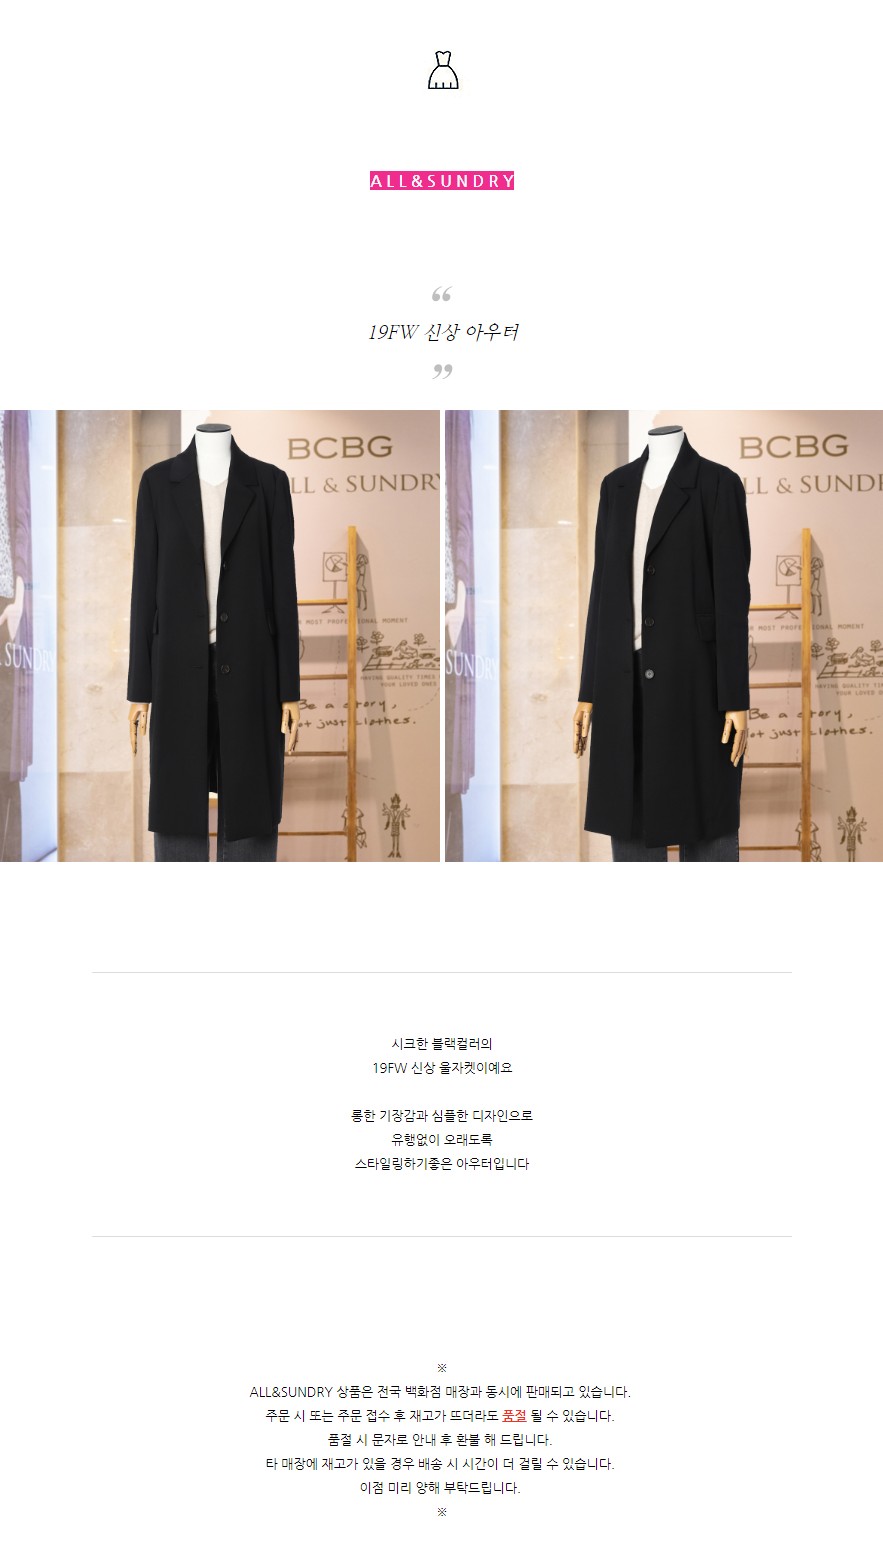 ALL&SUNDRY
“
19FW 신상 아우터
”
BCBG
LL & SUNDRY
SUNDRY
MOST PROFESSIONAL MOMENT
HAVING QUALITY TIMES
YOUR LOVED ONES
Be a story,
not just clothes.
BCBG
LL & SUNDR
SUNDRY
MOST PROFESSIONAL MOMENT
HAVING QUALITY TIMES
YOUR LOVED
Be a story,
not just clothes.
시크한 블랙컬러의
19FW 신상 울자켓이예요
롱한 기장감과 심플한 디자인으로
유행없이 오래도록
스타일링하기좋은 아우터입니다
※
ALL&SUNDRY 상품은 전국 백화점 매장과 동시에 판매되고 있습니다.
주문 시 또는 주문 접수 후 재고가 뜨더라도 품절 될 수 있습니다.
품절 시 문자로 안내 후 환불 해 드립니다.
타 매장에 재고가 있을 경우 배송 시 시간이 더 걸릴 수 있습니다.
이점 미리 양해 부탁드립니다.
※